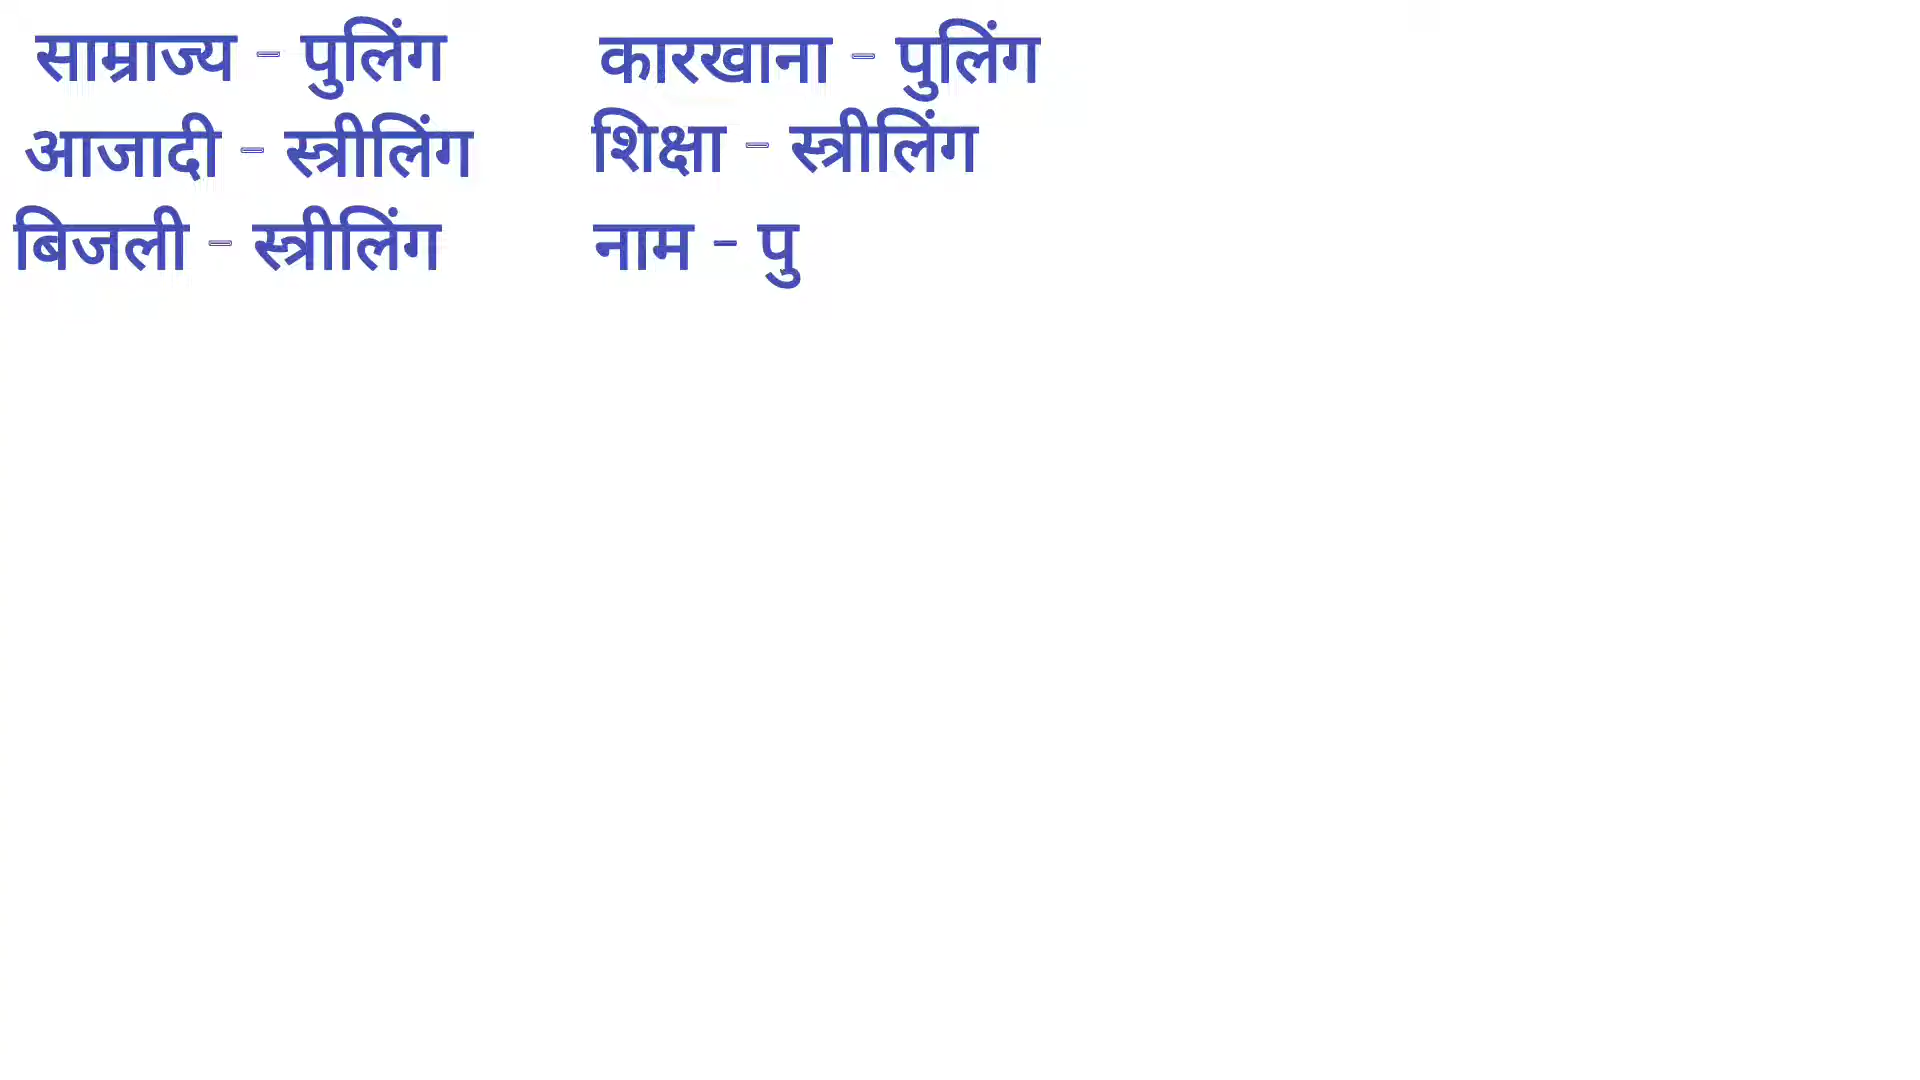 साम्राज्य - पुलिंग
आजादी - स्त्रीलिंग
बिजली - स्त्रीलिंग
कारखाना - पुलिंग
शिक्षा - स्त्रीलिंग
नाम - पु